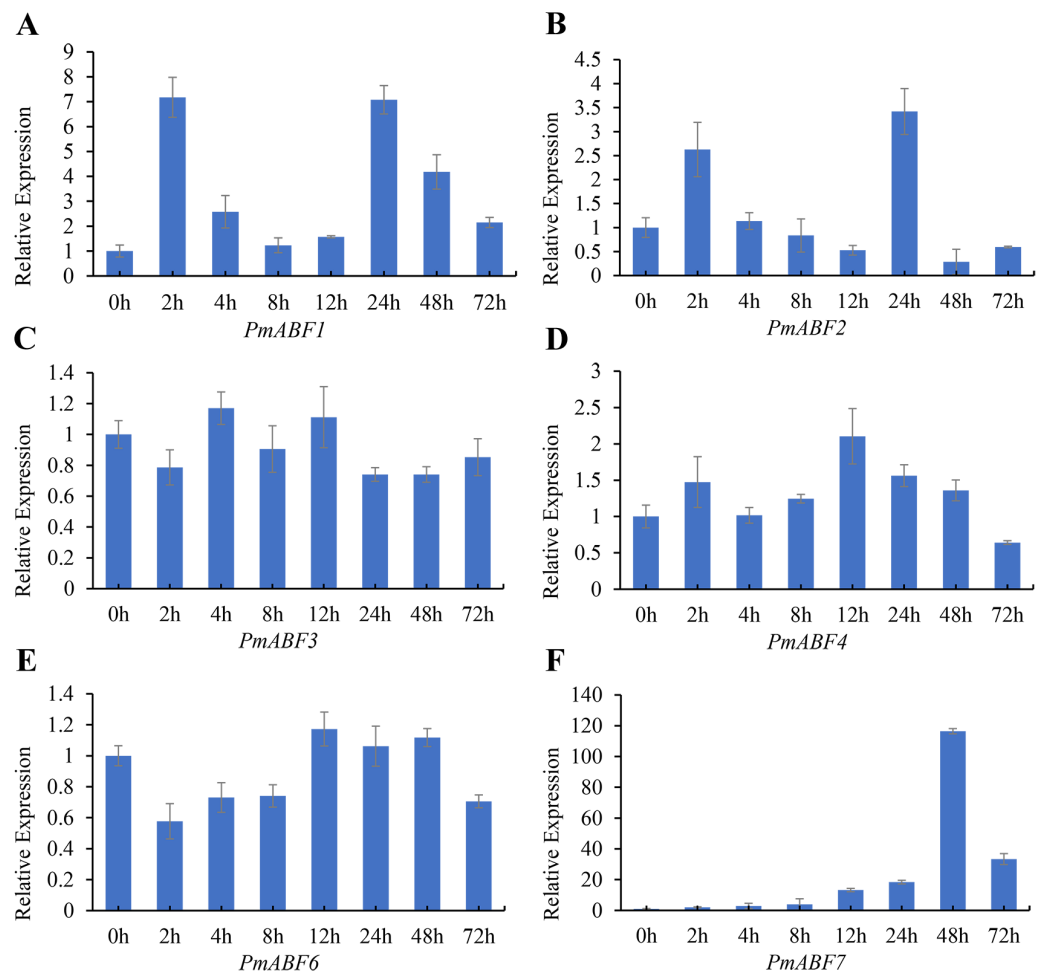 A
Relative Expression
9
8
7
6
5
4
3
2
1
0
0h 2h 4h 8h 12h 24h 48h 72h
PmABF1
B
Relative Expression
4.5
4
3.5
3
2.5
2
1.5
1
0.5
0
0h 2h 4h 8h 12h 24h 48h 72h
PmABF2
C
Relative Expression
1.4
1.2
1
0.8
0.6
0.4
0.2
0
0h 2h 4h 8h 12h 24h 48h 72h
PmABF3
D
Relative Expression
3
2.5
2
1.5
1
0.5
0
0h 2h 4h 8h 12h 24h 48h 72h
PmABF4
E
Relative Expression
1.4
1.2
1
0.8
0.6
0.4
0.2
0
0h 2h 4h 8h 12h 24h 48h 72h
PmABF6
F
Relative Expression
140
120
100
80
60
40
20
0
0h 2h 4h 8h 12h 24h 48h 72h
PmABF7